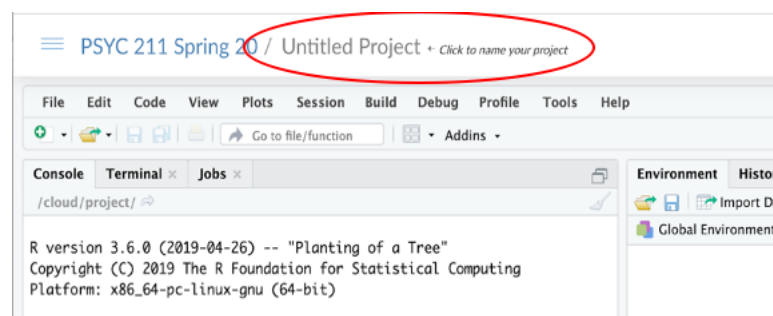 PSYC 211 Spring 20 / Untitled Project ← Click to name your project
File Edit Code View Plots Session Build Debug Profile Tools Help
Go to file/function Addins
Console Terminal × Jobs × Environment Histo
/cloud/project/ Import D
Global Environment
R version 3.6.0 (2019-04-26) -- "Planting of a Tree"
Copyright (C) 2019 The R Foundation for Statistical Computing
Platform: x86_64-pc-linux-gnu (64-bit)